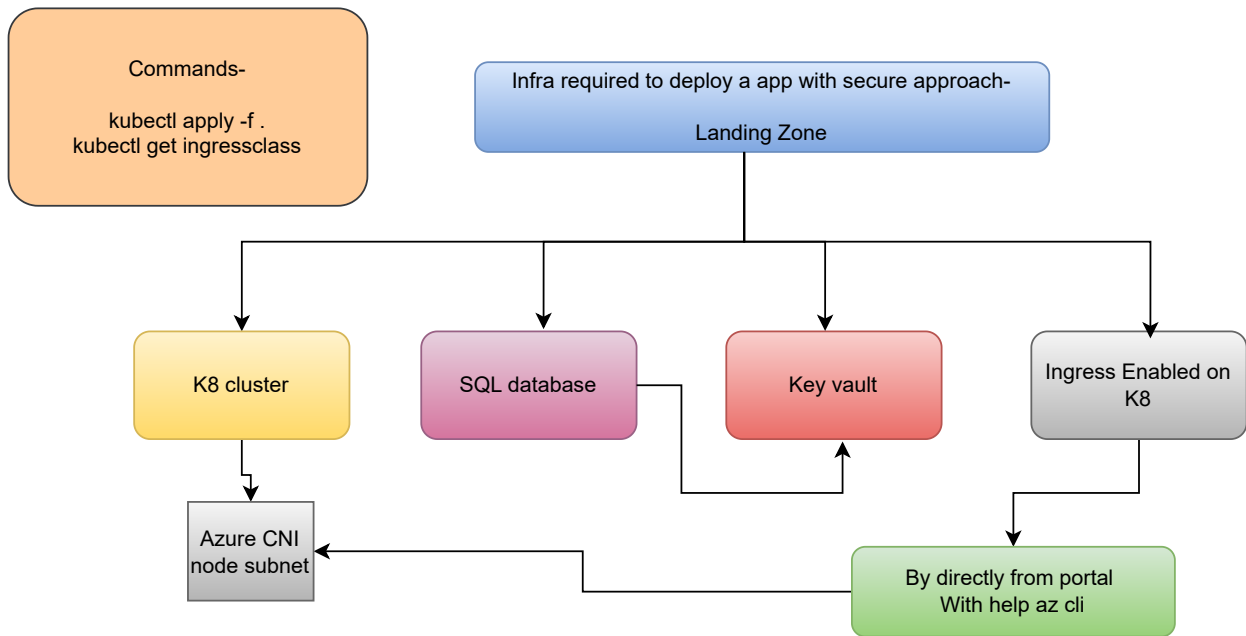 Commands-
kubectl apply -f .
kubectl get ingressclass
Infra required to deploy a app with secure approach-
Landing Zone
K8 cluster
SQL database
Key vault
Ingress Enabled on
K8
Azure CNI
node subnet
By directly from portal
With help az cli